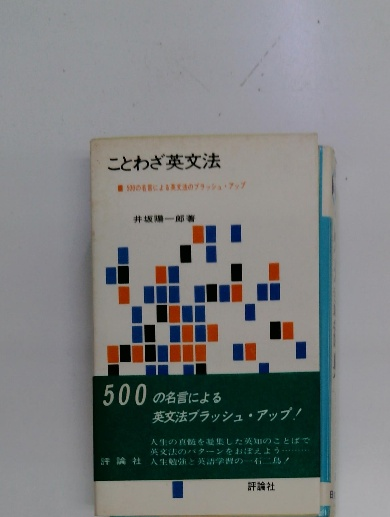 ことわざ英文法
■ 500の名言による英文法のブラッシュ・アップ
井坂陽一郎著
500の名言による
英文法ブラッシュ・アップ!
人生の真髄を凝集した英知のことばで
英文法のパターンをおぼえよう………
評論社 人生勉強と英語学習の一石二鳥!
評論社